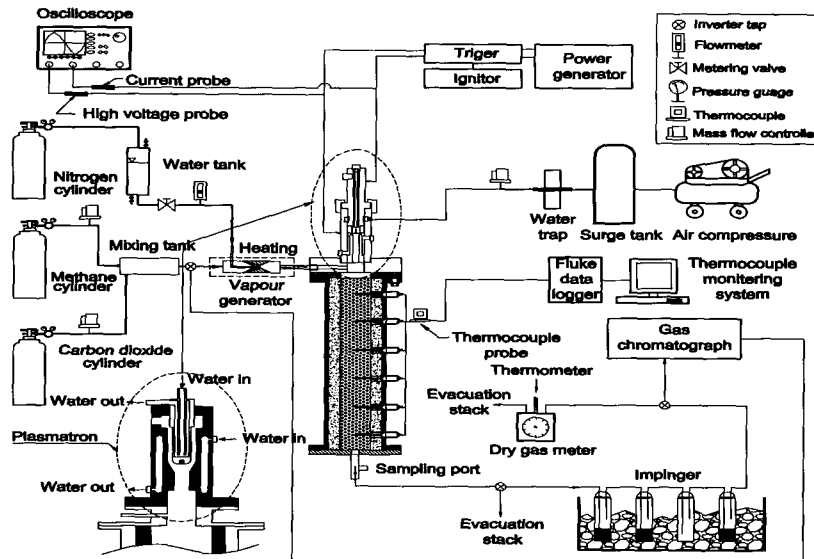 Oscilloscope
Current probe
High voltage probe
Triger
Ignitor
Power
generator
Inverter tap
Flowmeter
Metering valve
Pressure guage
Thermocouple
Mass flow controlle
Nitrogen
cylinder
Water tank
Methane
cylinder
Mixing tank
Heating
Vapour
generator
Carbon dioxide
cylinder
Water
trap
Surge tank
Air compressure
Fluke
data
logger
Thermocouple
monitering
system
Thermocouple
probe
Gas
chromatograph
Thermometer
Evacuation
stack
Dry gas meter
Water in
Water out
Plasmatron
Water in
Water out
Sampling port
Evacuation
stack
Impinger